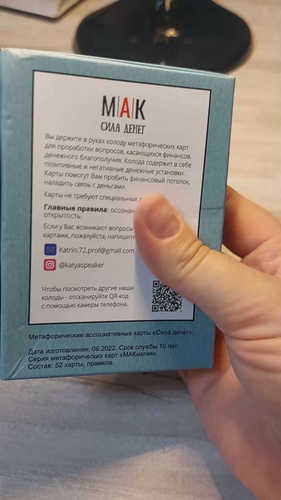 МАК
СИЛА ДЕНЕГ
Вы держите в руках колоду метафорических карт
для проработки вопросов, касающихся финансов,
денежного благополучия. Колода содержит в себе
позитивные и негативные денежные установки.
Карты помогут Вам пробить финансовый потолок,
наладить связь с деньгами.
Карты не требуют специальных
Главные правила: осознан
открытость.
Если у Вас возникают вопросы
картами, пожалуйста, напишите
Katrin.72.prof@gmail.com
@katyaspeaker
Чтобы посмотреть другие наши
колоды - отсканируйте QR-код
с помощью камеры телефона.
Метафорические ассоциативные карты «Сила денег».
Дата изготовления: 09.2022. Срок службы 10 лет.
Серия метафорических карт «МАКмагия».
Состав: 52 карты, правила.